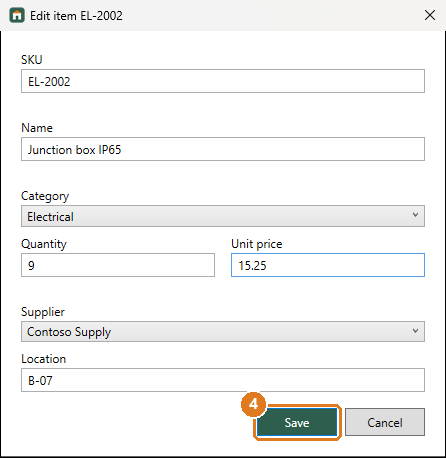 Edit item EL-2002
SKU
EL-2002
Name
Junction box IP65
Category
Electrical
Quantity
Unit price
9
15.25
Supplier
Contoso Supply
Location
B-07
4
Save
Cancel